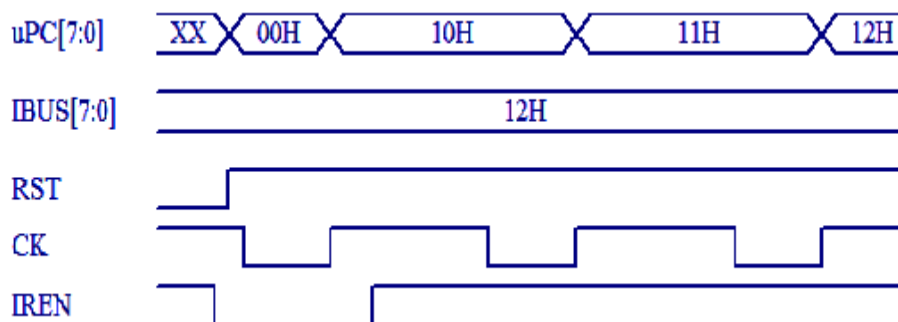 uPC[7:0] XX 00H 10H 11H 12H
IBUS[7:0] 12H
RST
CK
IREN